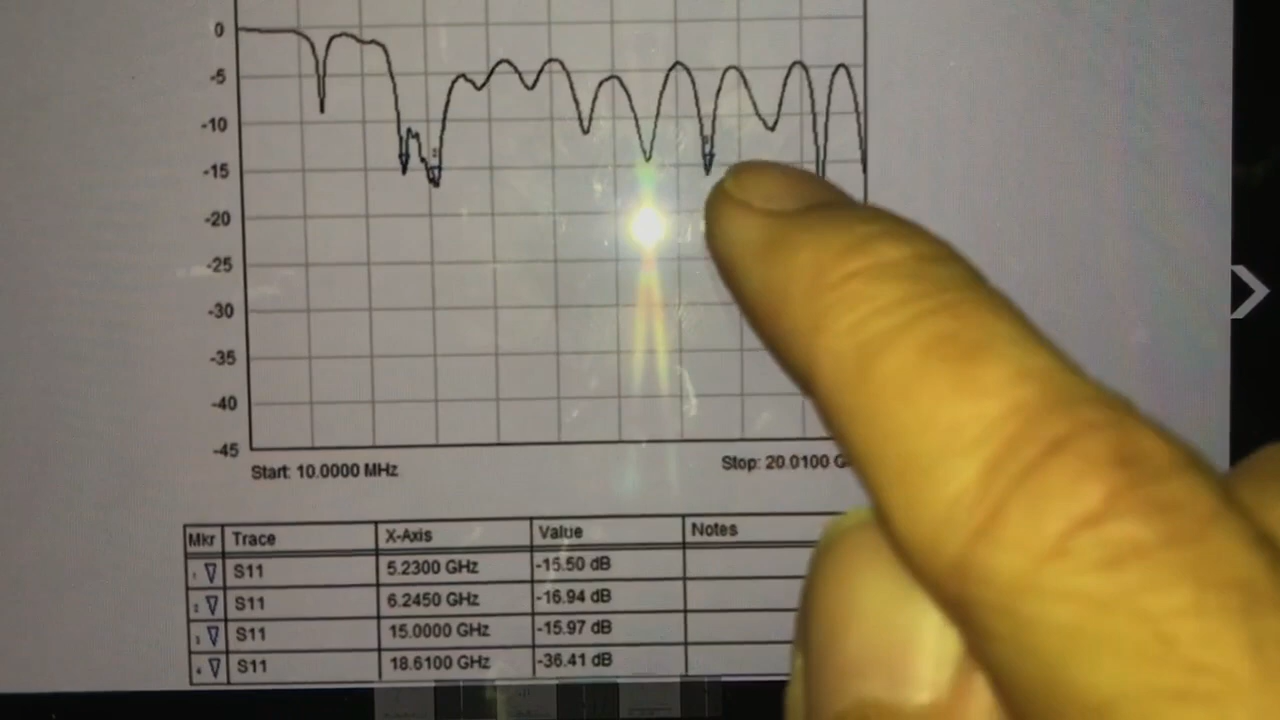 0
-5
-10
-15
-20
-25
-30
-35
-40
-45
Start: 10.0000 MHz Stop: 20.0100 G
Mkr Trace X-Axis Value Notes
1 S11 5.2300 GHz -15.50 dB
2 S11 6.2450 GHz -16.94 dB
3 S11 15.0000 GHz -15.97 dB
4 S11 18.6100 GHz -36.41 dB